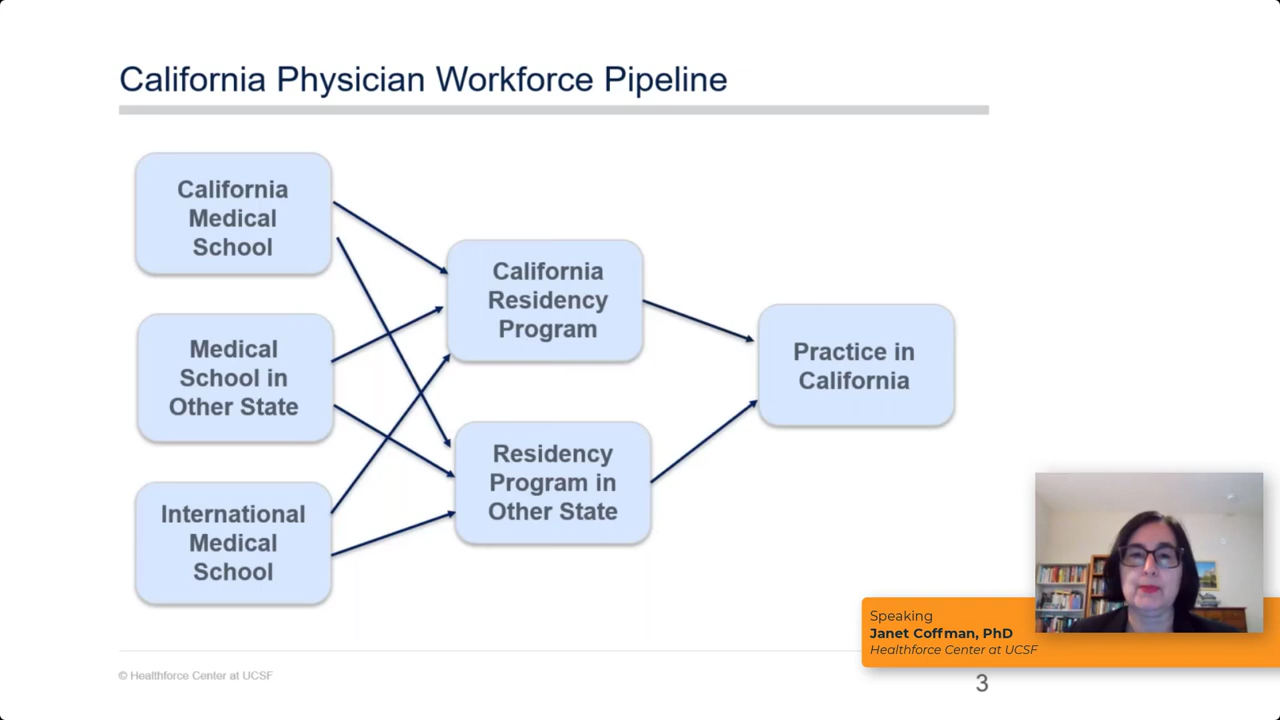 California Physician Workforce Pipeline
California
Medical
School
Medical
School in
Other State
International
Medical
School
California
Residency
Program
Residency
Program in
Other State
Practice in
California
Speaking
Janet Coffman, PhD
Healthforce Center at UCSF
© Healthforce Center at UCSF
3